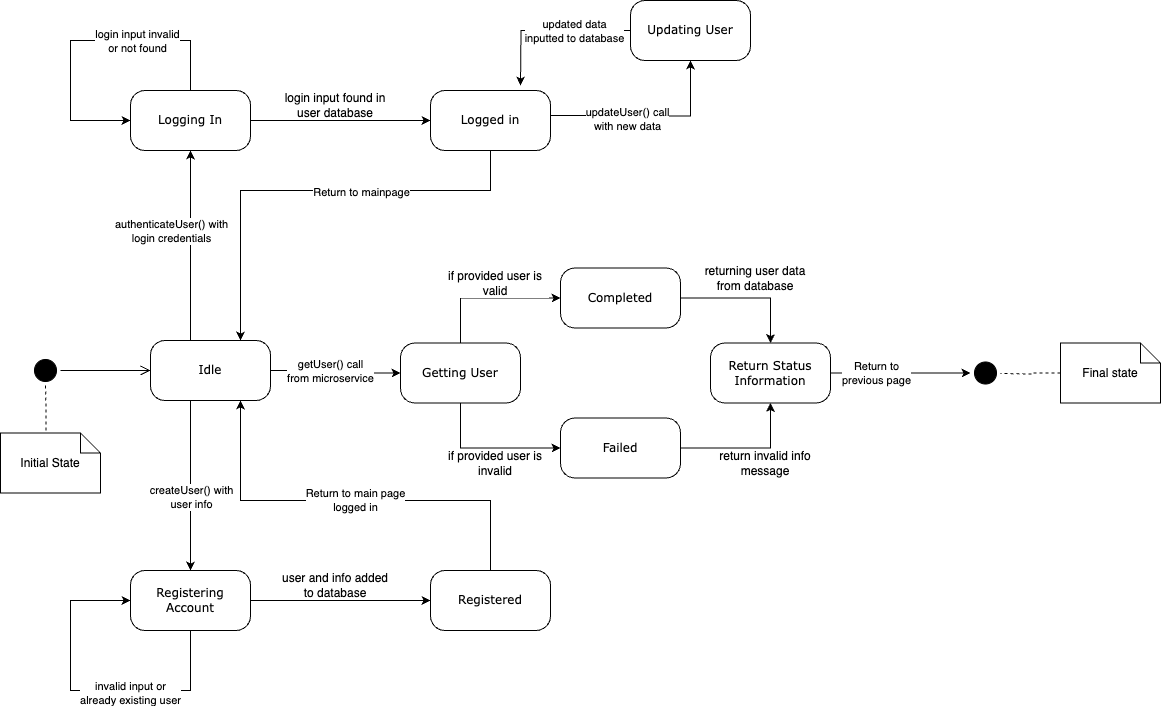 updated data
inputted to database
Updating User
login input invalid
or not found
Logging In
login input found in
user database
Logged in
updateUser() call
with new data
Return to mainpage
authenticateUser() with
login credentials
if provided user is
valid
Completed
returning user data
from database
Idle
getUser() call
from microservice
Getting User
Return Status
Information
Return to
previous page
Final state
Initial State
if provided user is
invalid
Failed
return invalid info
message
createUser() with
user info
Return to main page
logged in
Registering
Account
user and info added
to database
Registered
invalid input or
already existing user